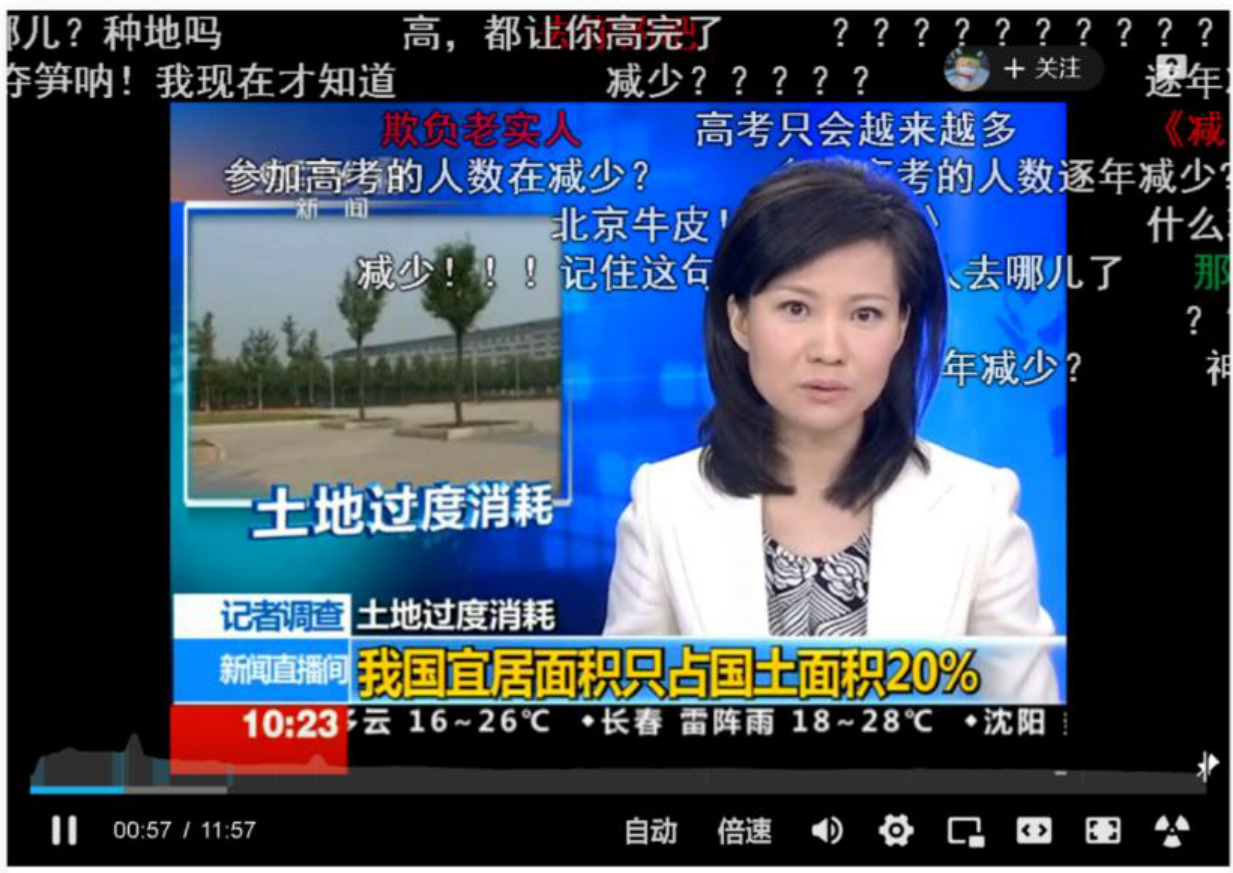 儿？种地吗 高，都让你高完了 ？？？？？？？？？？
夺笋呐！我现在才知道 减少？？？？？ + 关注 逐年
欺负老实人 高考只会越来越多 《减
参加高考的人数在减少？ 考的人数逐年减少？
新闻
北京牛皮！ 什么
减少！！！记住这句 人去哪儿了 那
？
年减少？ 神
土地过度消耗
记者调查 土地过度消耗
新闻直播间 我国宜居面积只占国土面积20%
10:23 多云 16~26℃ ◆长春 雷阵雨 18~28℃ ◆沈阳
00:57 / 11:57 自动 倍速